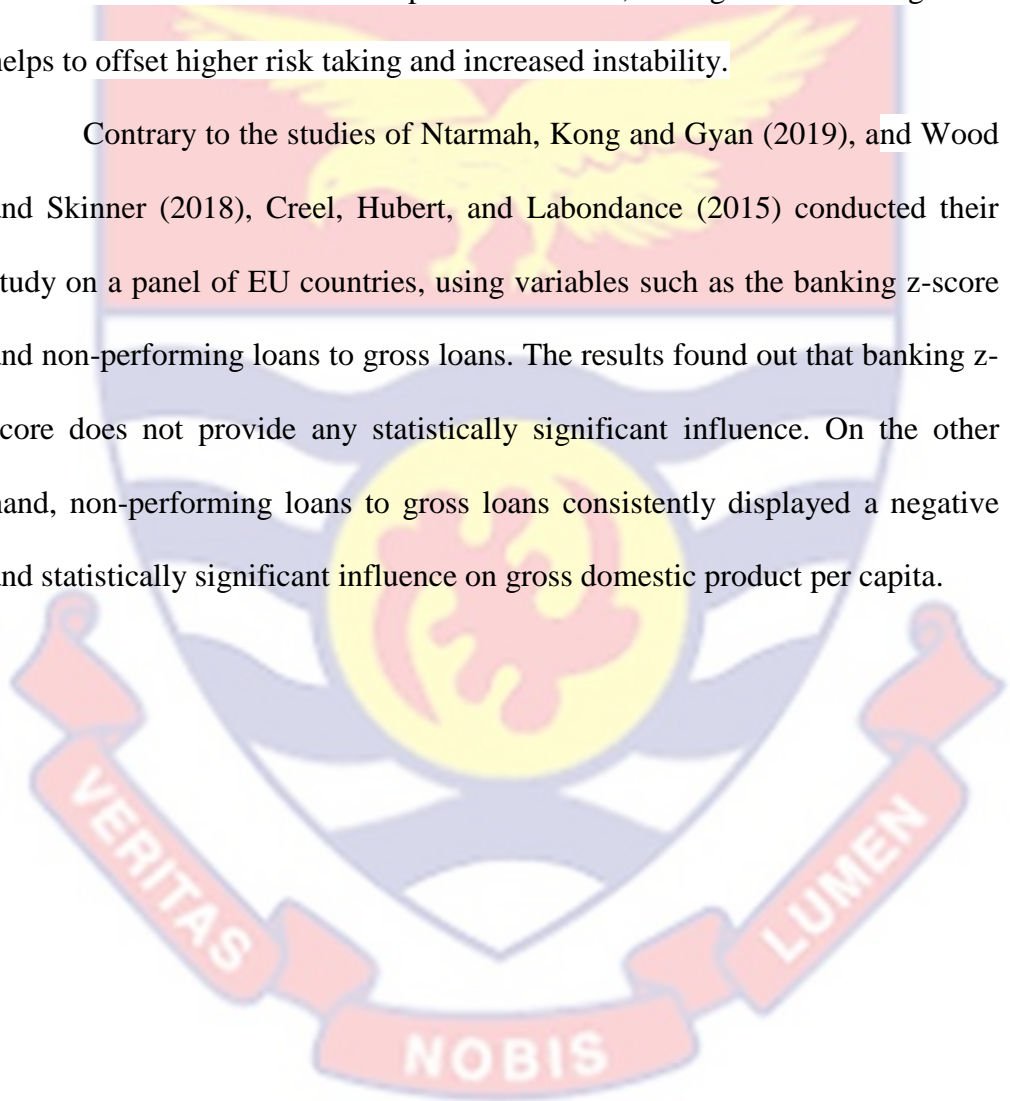 helps to offset higher risk taking and increased instability.
Contrary to the studies of Ntarmah, Kong and Gyan (2019), and Wood
and Skinner (2018), Creel, Hubert, and Labondance (2015) conducted their
study on a panel of EU countries, using variables such as the banking z-score
and non-performing loans to gross loans. The results found out that banking z-
score does not provide any statistically significant influence. On the other
hand, non-performing loans to gross loans consistently displayed a negative
and statistically significant influence on gross domestic product per capita.
VERITAS
NOBIS
LUMEN